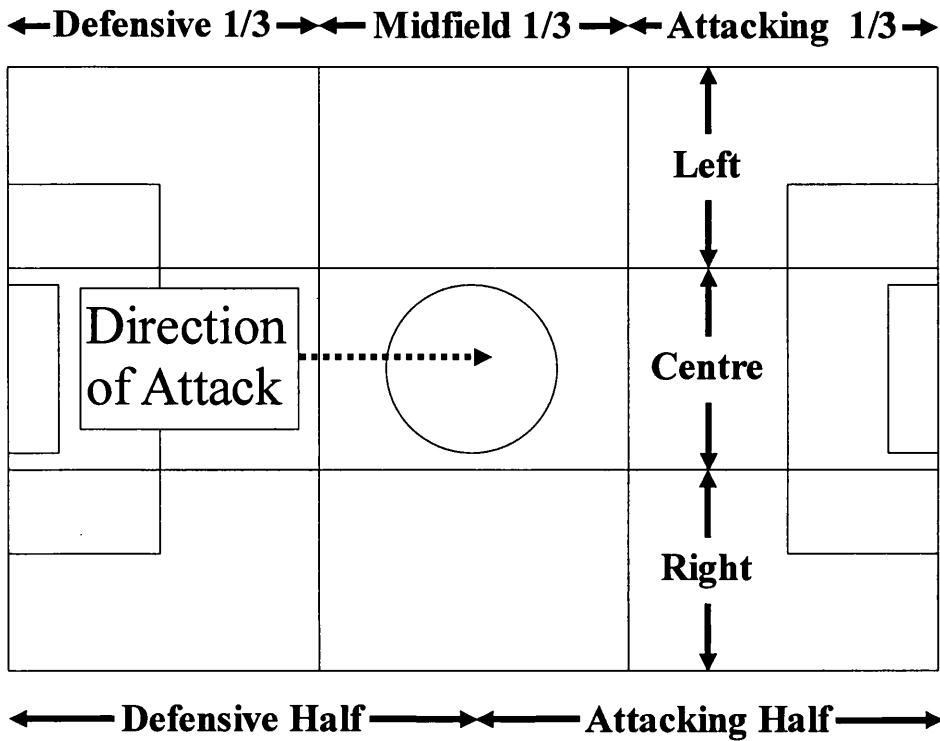 Defensive 1/3 Midfield 1/3 Attacking 1/3
Left
Direction
of Attack
Centre
Right
Defensive Half Attacking Half